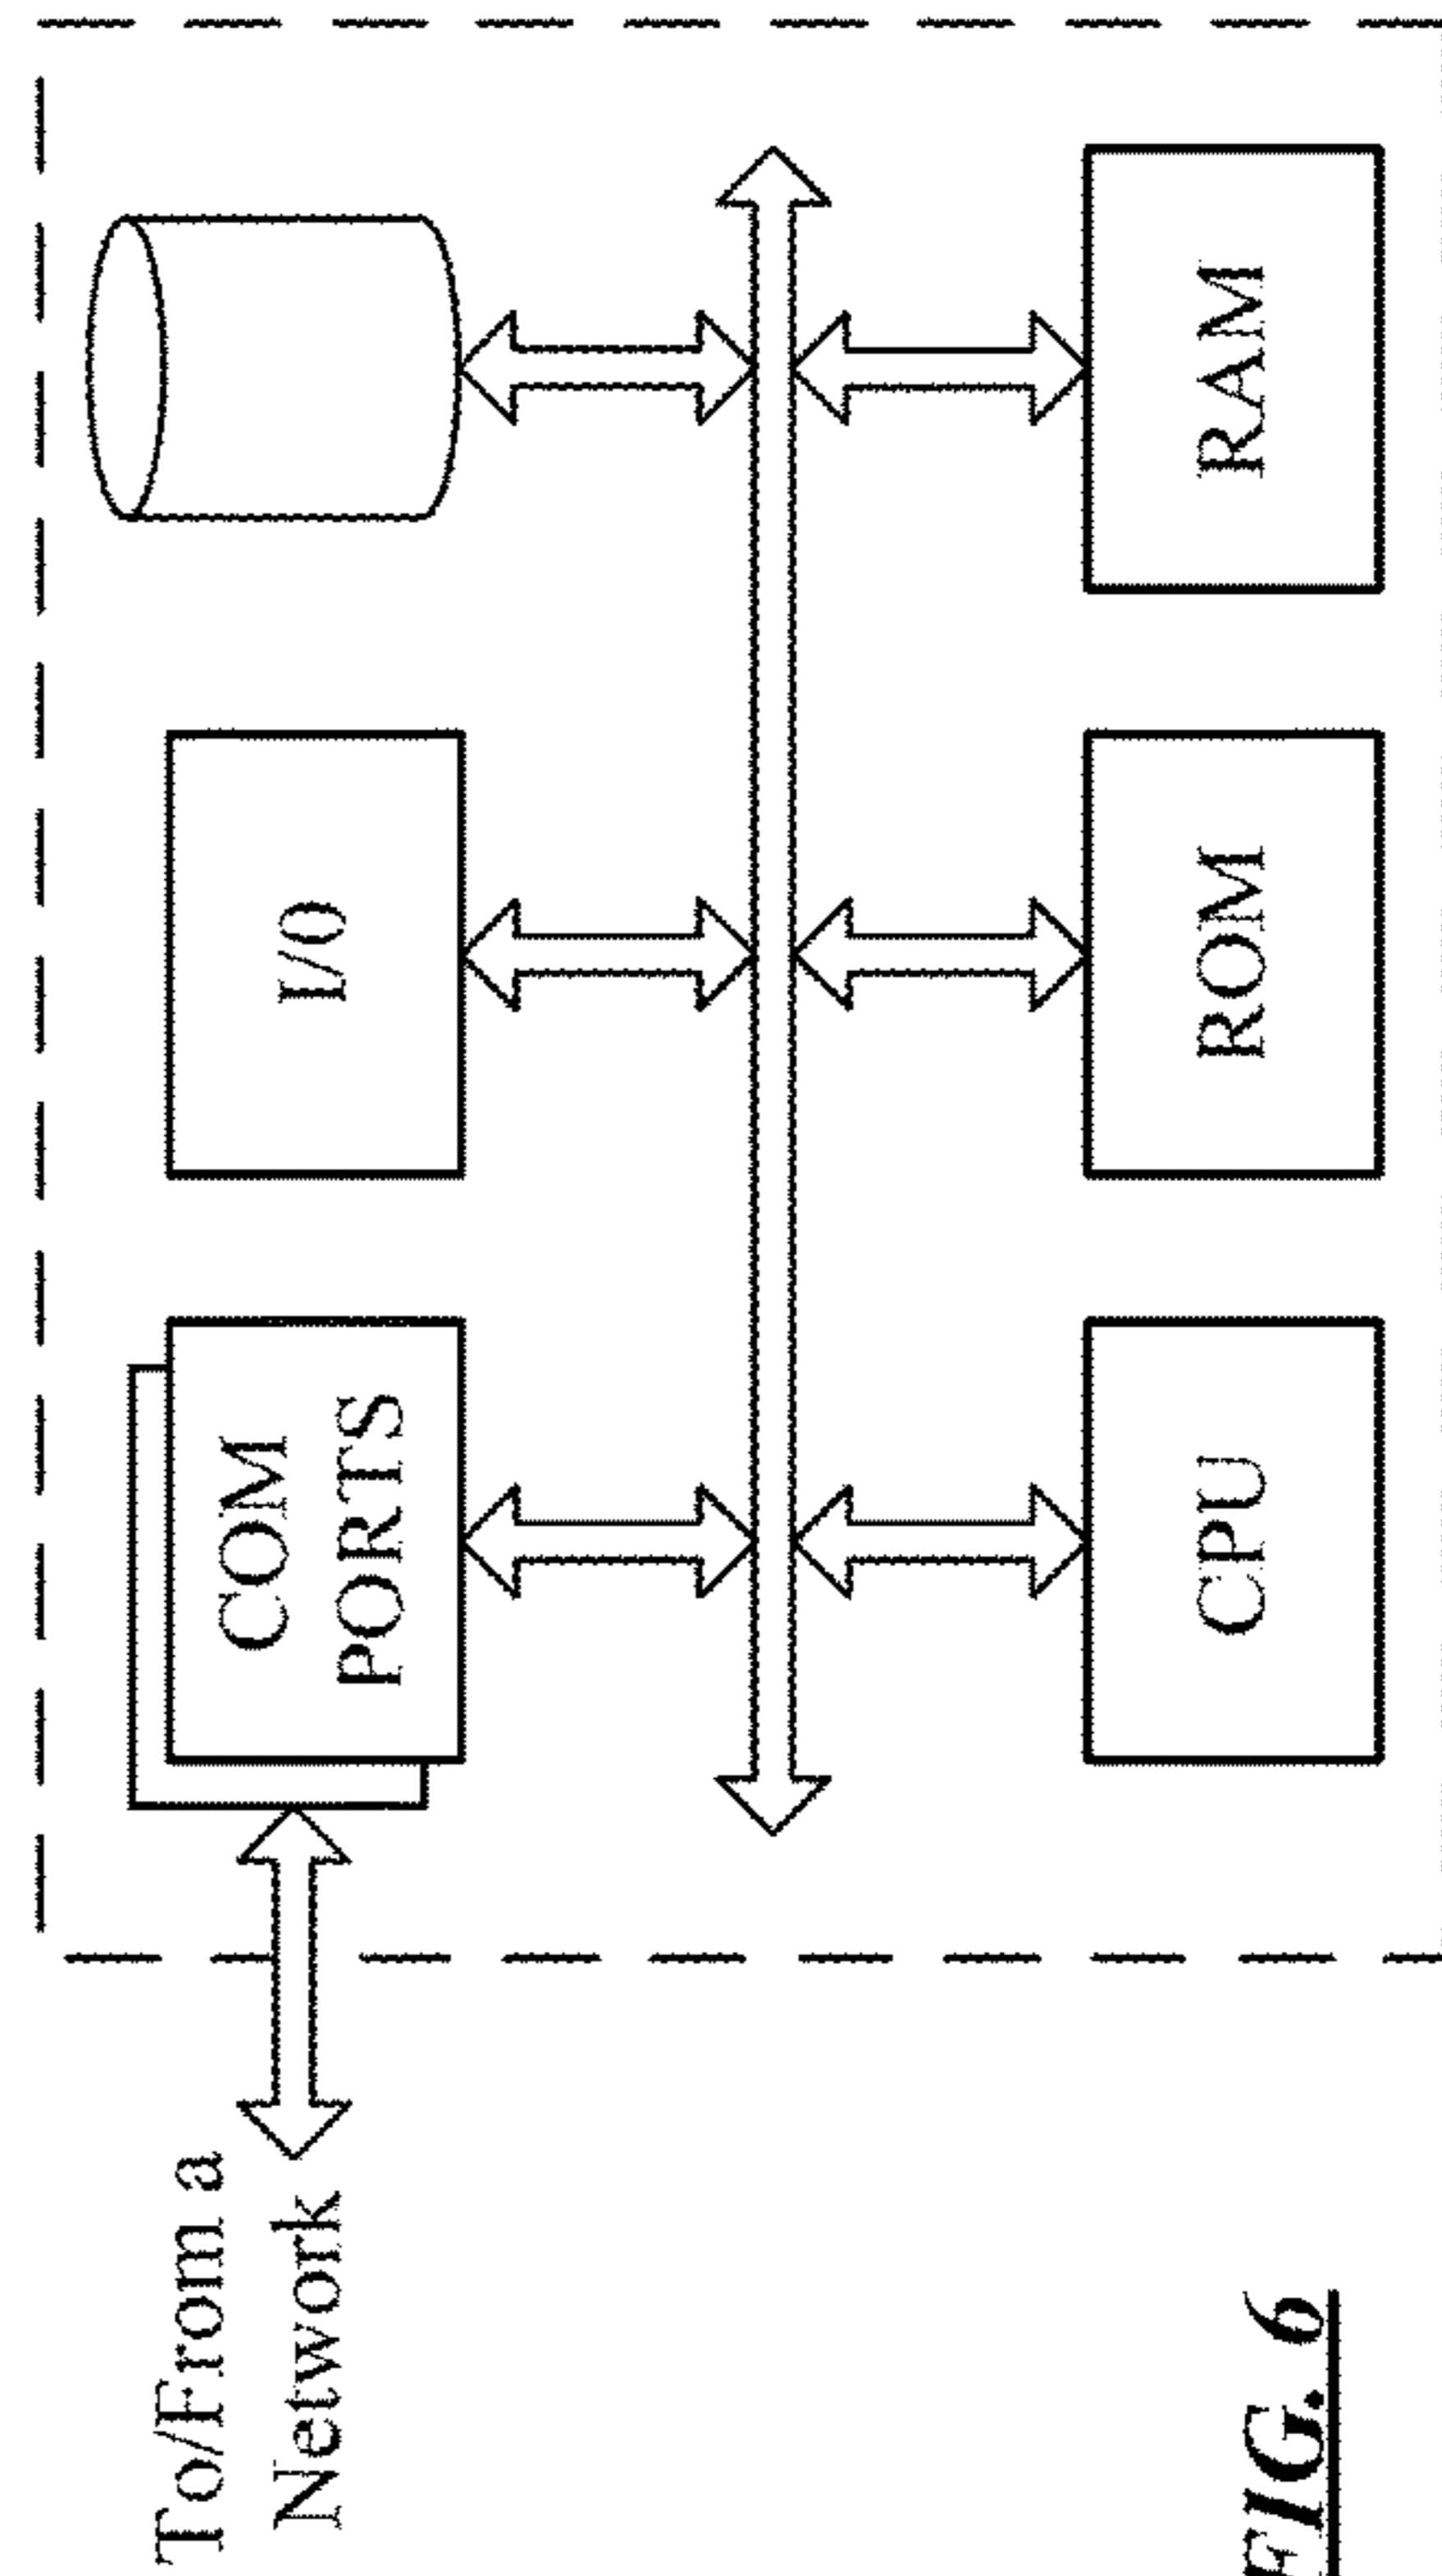 To/From a
Network
COM
PORTS
I/O
CPU
ROM
RAM
FIG. 6